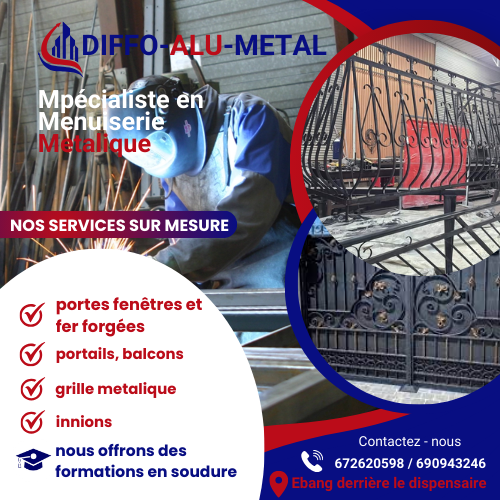 DIFFO-ALU-METAL
Mpécialiste en
Menuiserie
Metalique
NOS SERVICES SUR MESURE
portes fenêtres et
fer forgées
portails, balcons
grille metalique
innions
nous offrons des
formations en soudure
Contactez - nous
672620598 / 690943246
Ebang derrière le dispensaire